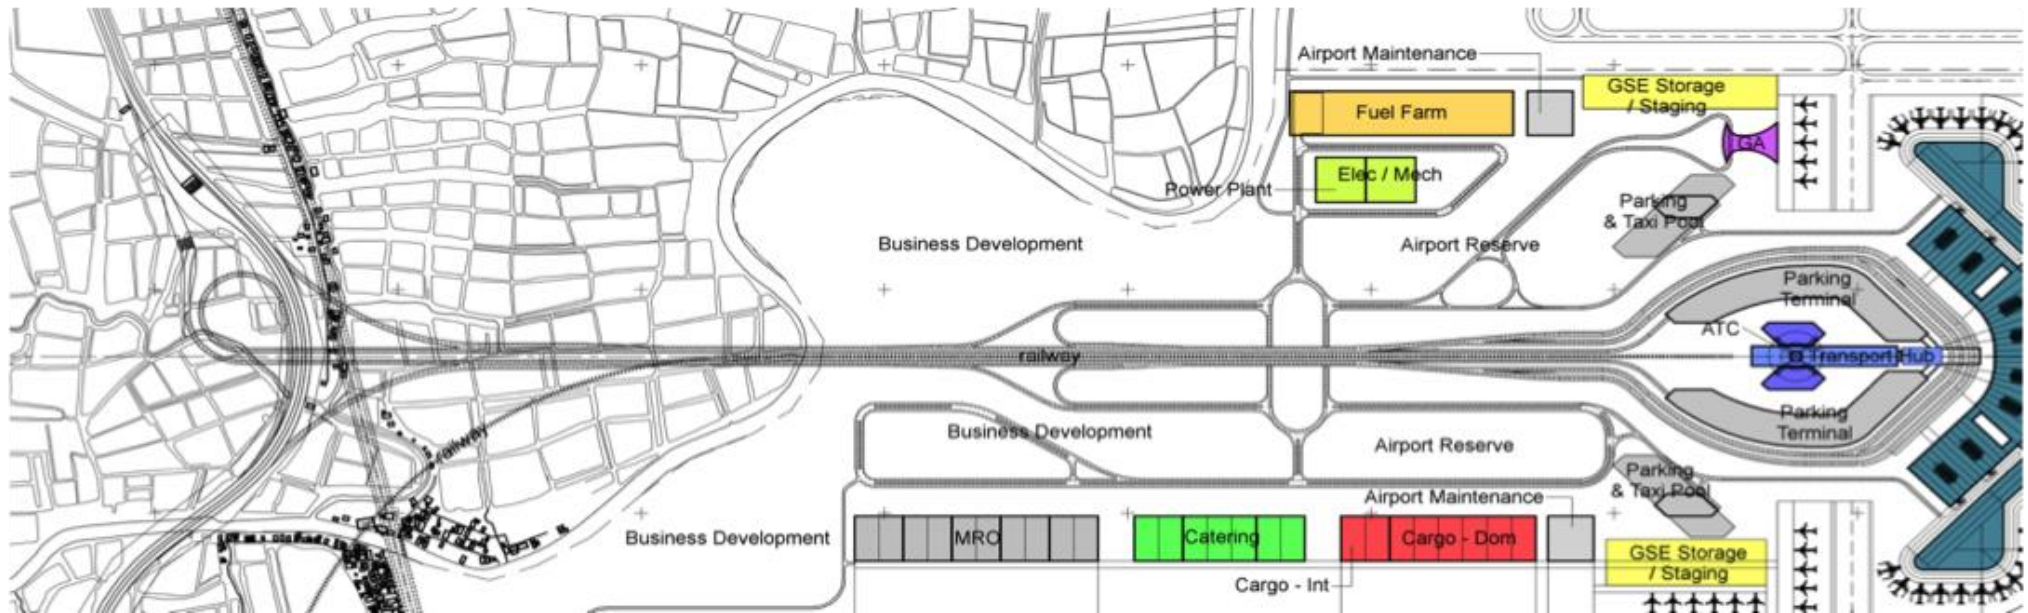 Airport Maintenance
GSE Storage
/ Staging
Fuel Farm
GA
Elec / Mech
Power Plant
Parking
& Taxi Pool
Business Development
Airport Reserve
Parking
Terminal
ATC
railway
Transport Hub
Parking
Terminal
Business Development
railway
Airport Reserve
Parking
& Taxi Pool
Airport Maintenance
Business Development
MRO
Catering
Cargo - Dom
GSE Storage
/ Staging
Cargo - Int